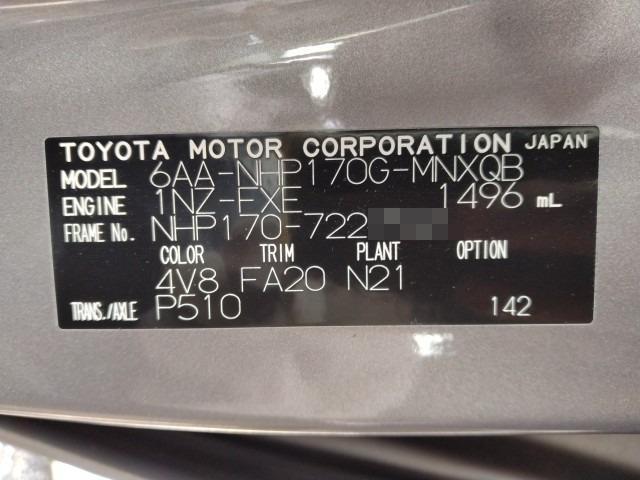 TOYOTA MOTOR CORPORATION JAPAN
MODEL 6AA-NHP170G-MNXQB
ENGINE 1NZ-FXE 1496 mL
FRAME No. NHP170-722
COLOR TRIM PLANT OPTION
4V8 FA20 N21
TRANS./AXLE P510 142